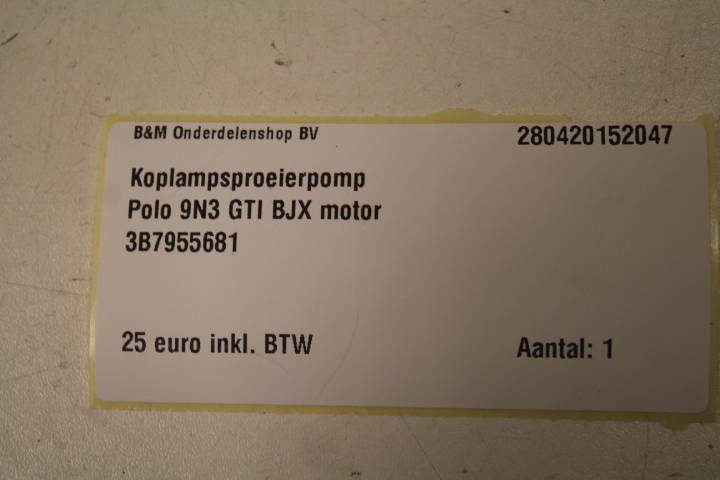 B&M Onderdelenshop BV 280420152047
Koplampsproeierpomp
Polo 9N3 GTI BJX motor
3B7955681
25 euro inkl. BTW Aantal: 1